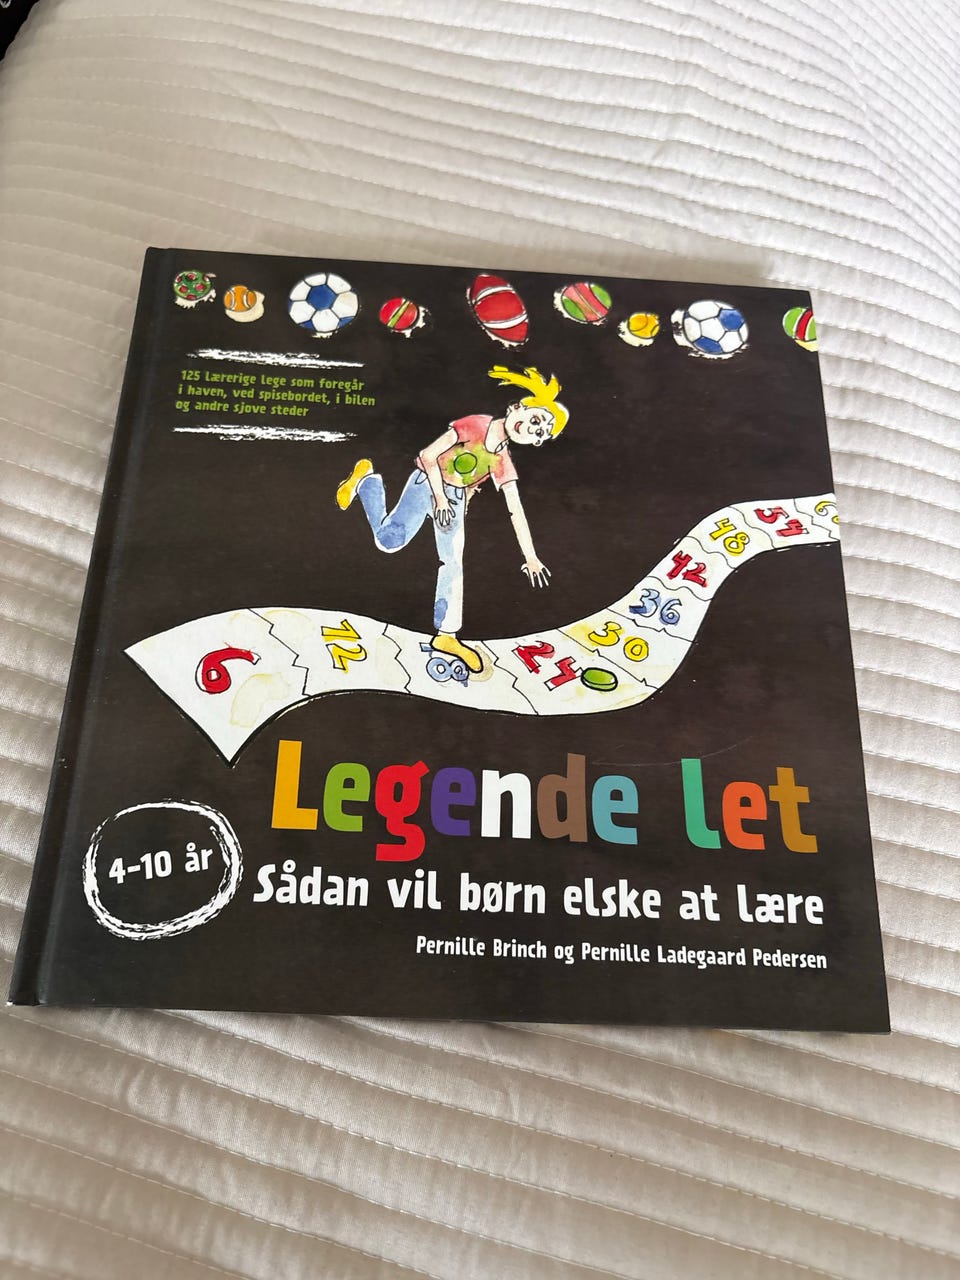 125 lærerige lege som foregår
i haven, ved spisebordet, i bilen
og andre sjove steder
54
48
42
36
30
24
18
12
6
Legende let
4-10 år
Sådan vil børn elske at lære
Pernille Brinch og Pernille Ladegaard Pedersen